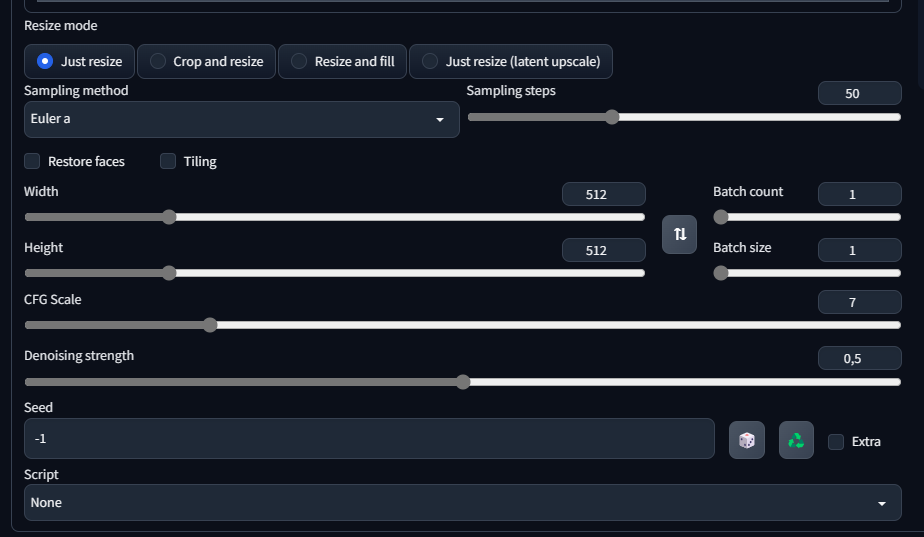 Resize mode
Just resize Crop and resize Resize and fill Just resize (latent upscale)
Sampling method Sampling steps 50
Euler a
Restore faces Tiling
Width 512 Batch count 1
Height 512 Batch size 1
CFG Scale 7
Denoising strength 0,5
Seed
-1 Extra
Script
None